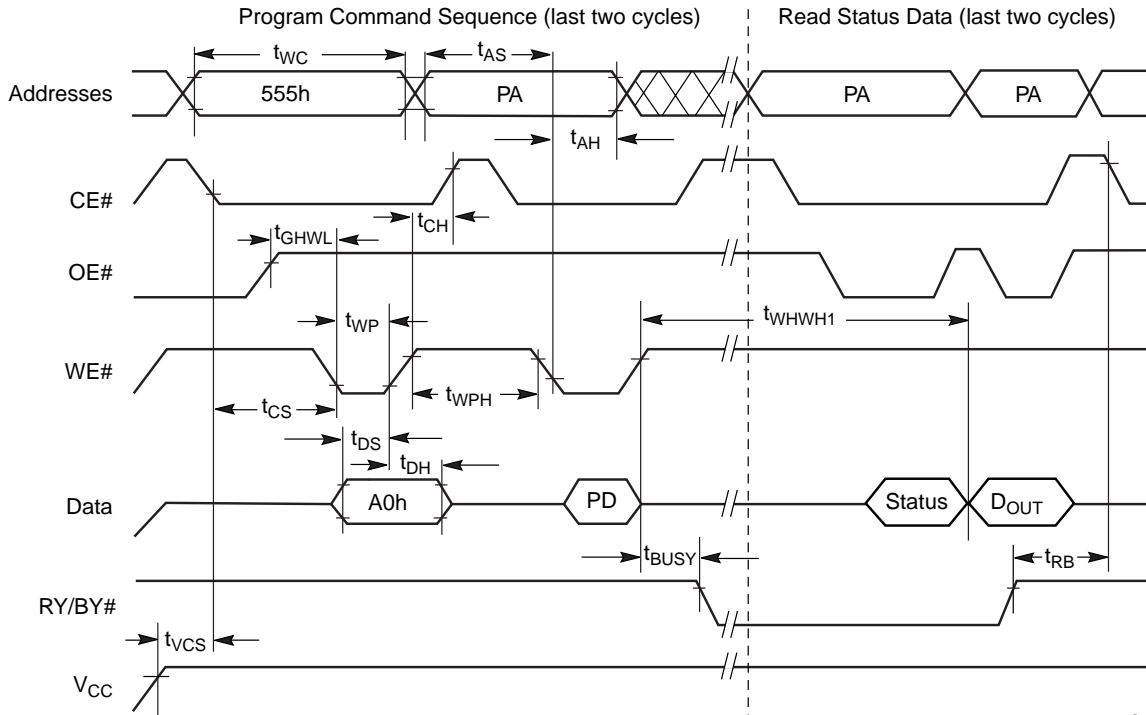 Program Command Sequence (last two cycles) Read Status Data (last two cycles)
tWC tAS
Addresses 555h PA PA PA
tAH
CE#
tCH
tGHWL
OE#
tWP tWHWH1
WE#
tCS tWPH
tDS
tDH
Data A0h PD Status DOUT
tBUSY tRB
RY/BY#
tVCS
VCC